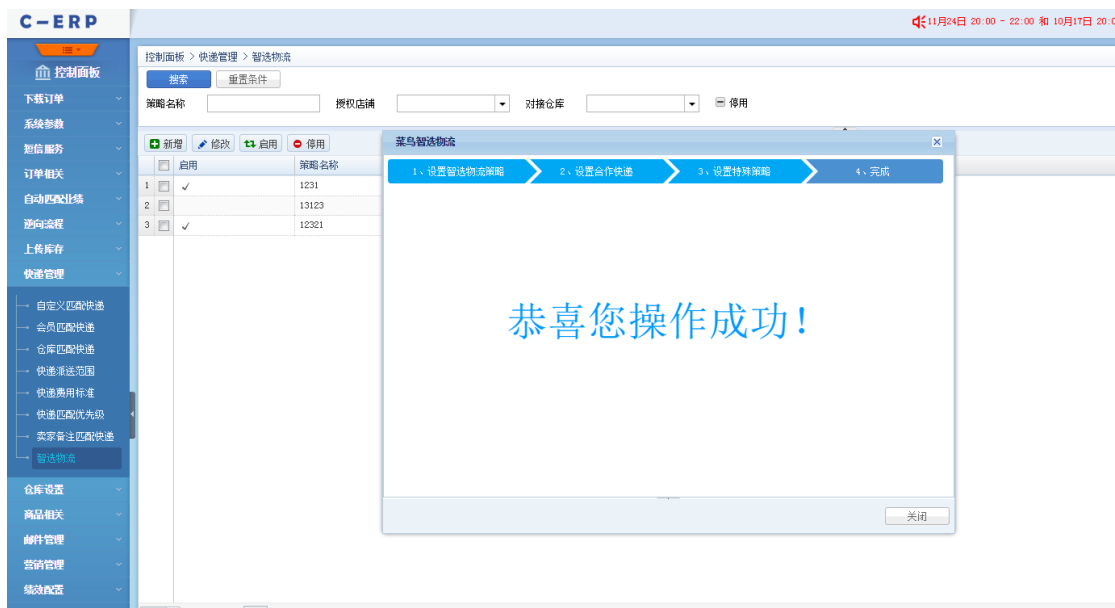 C-ERP
11月24日 20:00 - 22:00 和 10月17日 20:0
控制面板
下载订单
系统参数
短信服务
订单相关
自动匹配业绩
逆向流程
上传库存
快递管理
自定义匹配快递
会员匹配快递
仓库匹配快递
快递派送范围
快递费用标准
快递匹配优先级
卖家备注匹配快递
智选物流
仓库设置
商品相关
邮件管理
营销管理
绩效配置
控制面板 > 快递管理 > 智选物流
搜索 重置条件
策略名称 授权店铺 对接仓库 停用
新增 修改 启用 停用
启用 策略名称
1 ✓ 1231
2 13123
3 ✓ 12321
菜鸟智选物流
1、设置智选物流策略 2、设置合作快递 3、设置特殊策略 4、完成
恭喜您操作成功！
关闭